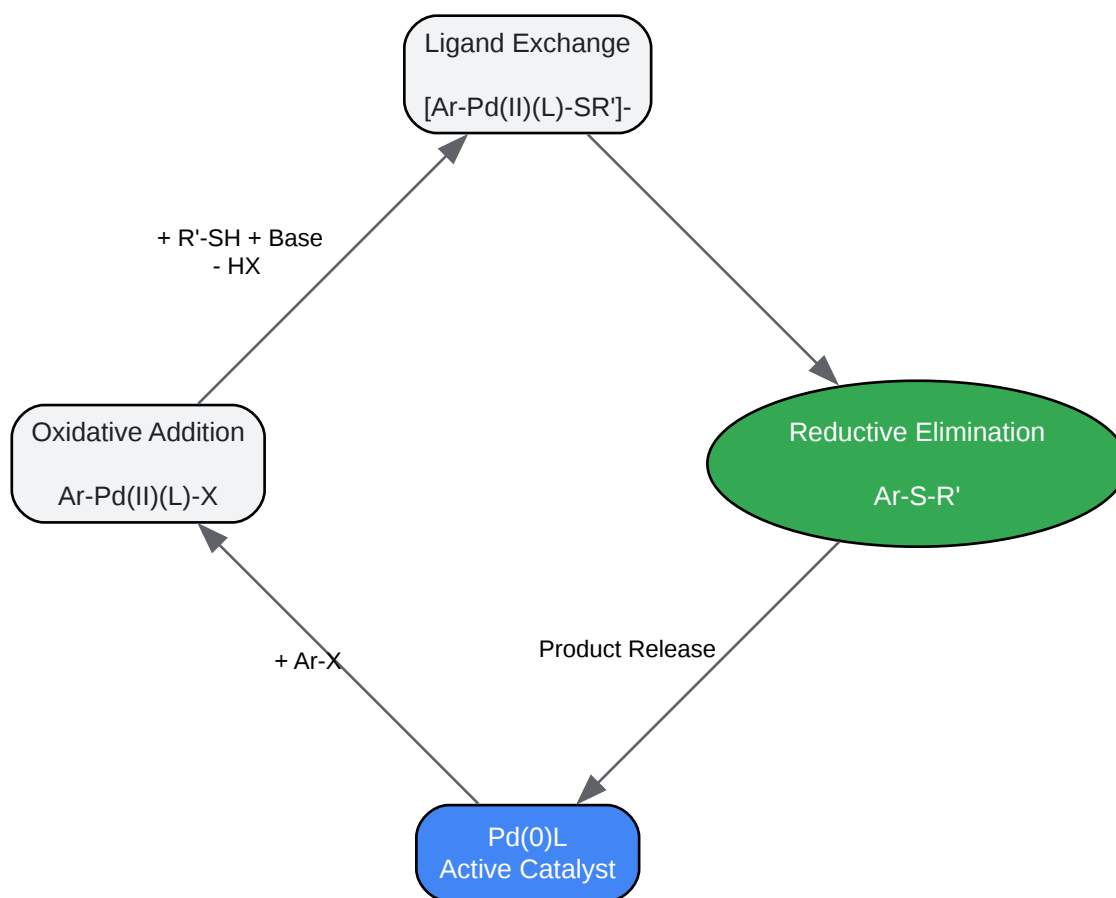 Ligand Exchange
[Ar-Pd(II)(L)-SR']-
+ R'-SH + Base
- HX
Oxidative Addition
Ar-Pd(II)(L)-X
Reductive Elimination
Ar-S-R'
+ Ar-X
Product Release
Pd(0)L
Active Catalyst